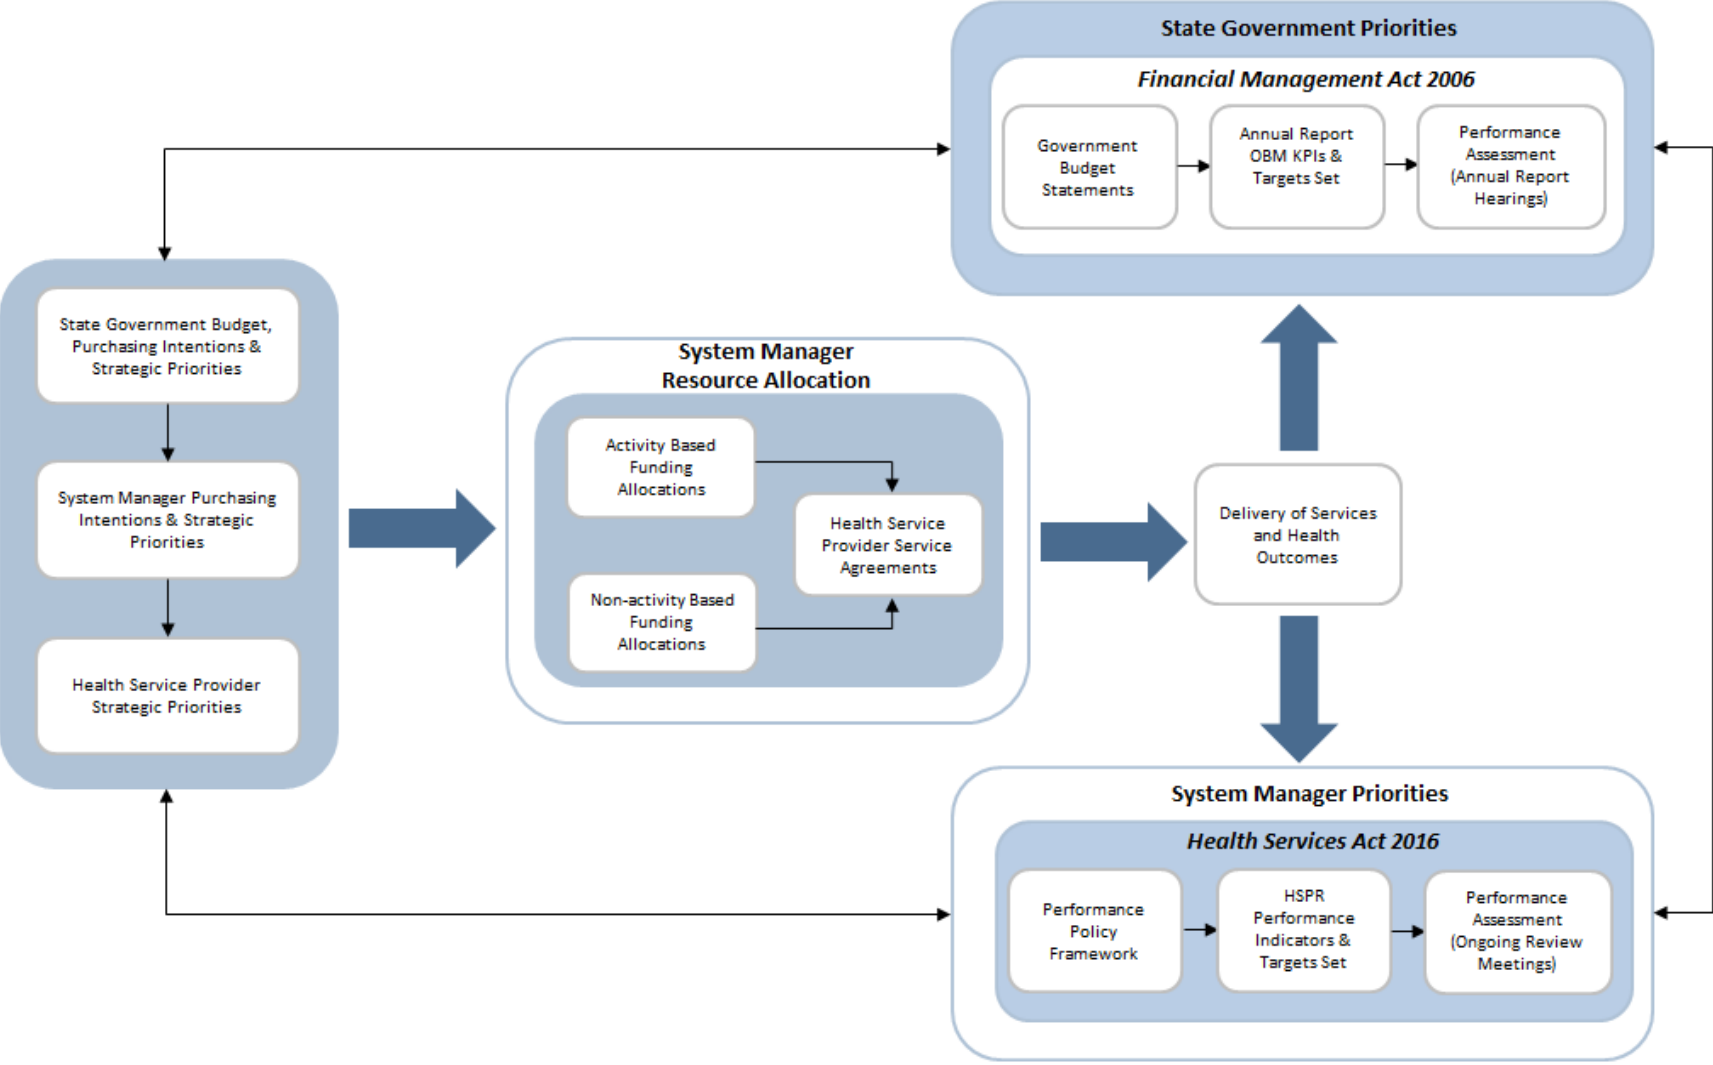 State Government Priorities
Financial Management Act 2006
Government
Budget
Statements
Annual Report
OBM KPIs &
Targets Set
Performance
Assessment
(Annual Report
Hearings)
State Government Budget,
Purchasing Intentions &
Strategic Priorities
System Manager Purchasing
Intentions & Strategic
Priorities
Health Service Provider
Strategic Priorities
System Manager
Resource Allocation
Activity Based
Funding
Allocations
Non-activity Based
Funding
Allocations
Health Service
Provider Service
Agreements
Delivery of Services
and Health
Outcomes
System Manager Priorities
Health Services Act 2016
Performance
Policy
Framework
HSPR
Performance
Indicators &
Targets Set
Performance
Assessment
(Ongoing Review
Meetings)